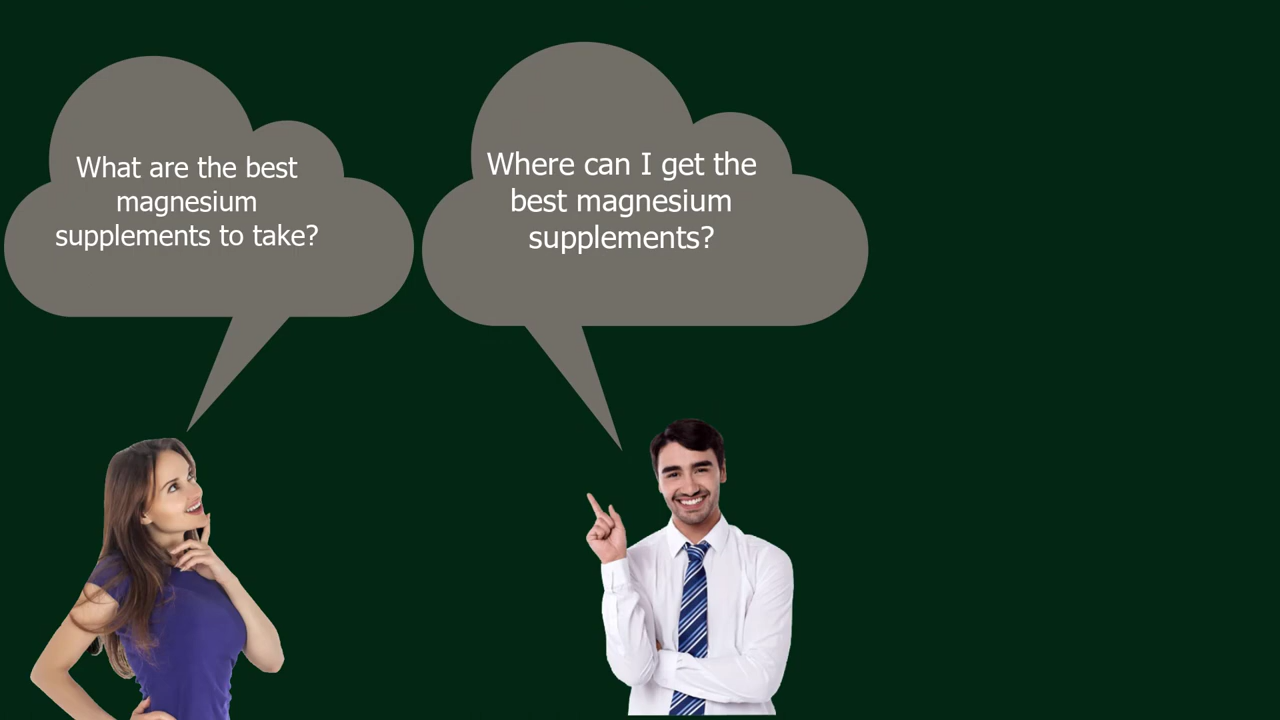 What are the best
magnesium
supplements to take?
Where can I get the
best magnesium
supplements?